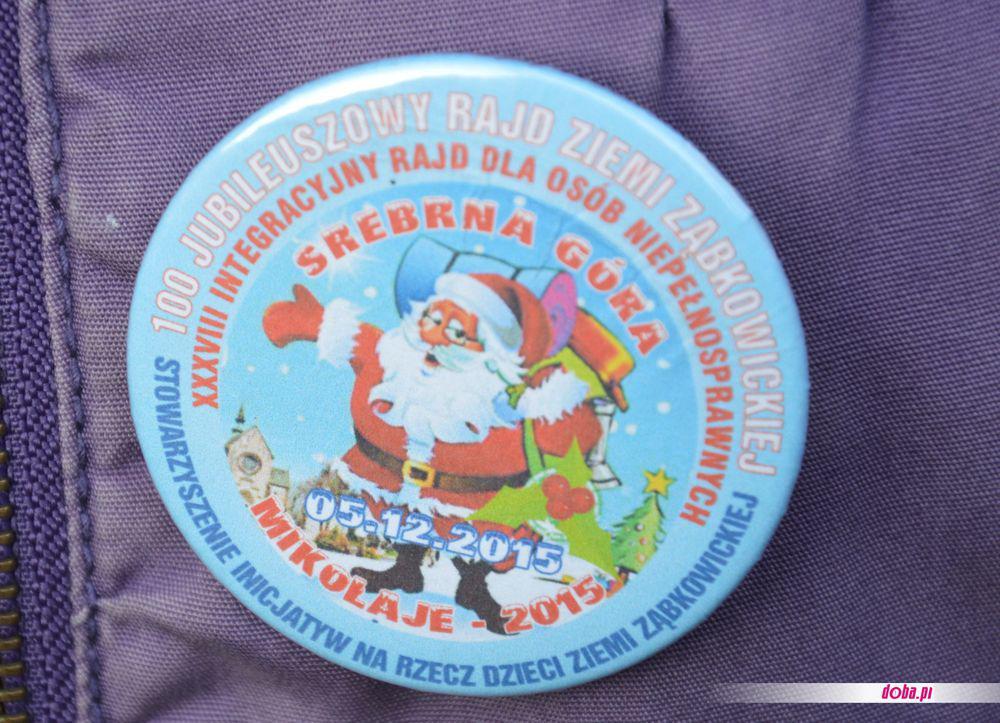 100 JUBILEUSZOWY RAJD ZIEMI ZĄBKOWICKIEJ
XXXVIII INTEGRACYJNY RAJD DLA OSÓB NIEPEŁNOSPRAWNYCH
SREBRNA GÓRA
05.12.2015
MIKOŁAJE - 2015
STOWARZYSZENIE INICJATYW NA RZECZ DZIECI ZIEMI ZĄBKOWICKIEJ
doba.pl